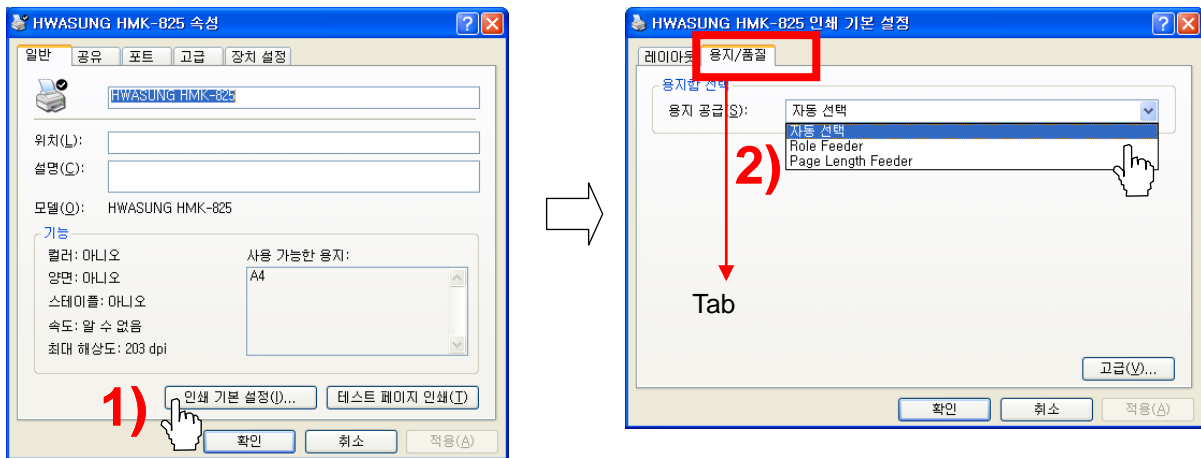 HWASUNG HMK-825 속성
일반 공유 포트 고급 장치 설정
HWASUNG HMK-825
위치(L):
설명(C):
모델(O): HWASUNG HMK-825
기능
컬러: 아니오
양면: 아니오
스테이플: 아니오
속도: 알 수 없음
최대 해상도: 203 dpi
사용 가능한 용지:
A4
1)
인쇄 기본 설정(I)... 테스트 페이지 인쇄(T)
확인 취소 적용(A)
HWASUNG HMK-825 인쇄 기본 설정
레이아웃 용지/품질
용지함 선택
용지 공급(S): 자동 선택
자동 선택
Role Feeder
Page Length Feeder
2)
Tab
고급(V)...
확인 취소 적용(A)